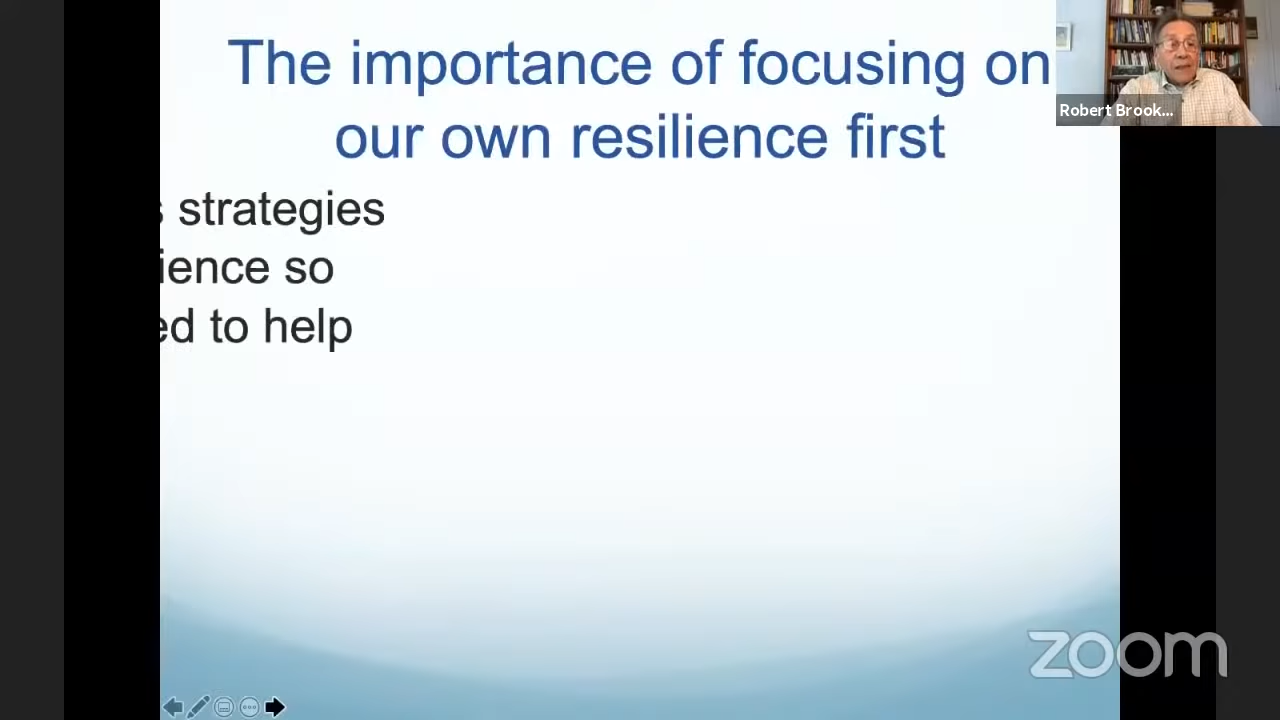 The importance of focusing on
our own resilience first
s strategies
ience so
ed to help
Robert Brook...
zoom